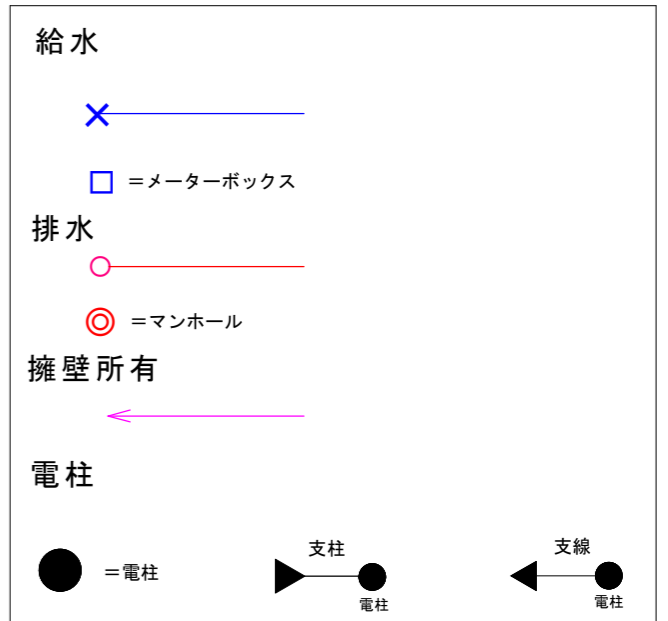 給水
＝メーターボックス
排水
＝マンホール
擁壁所有
電柱
＝電柱
支柱
電柱
支線
電柱